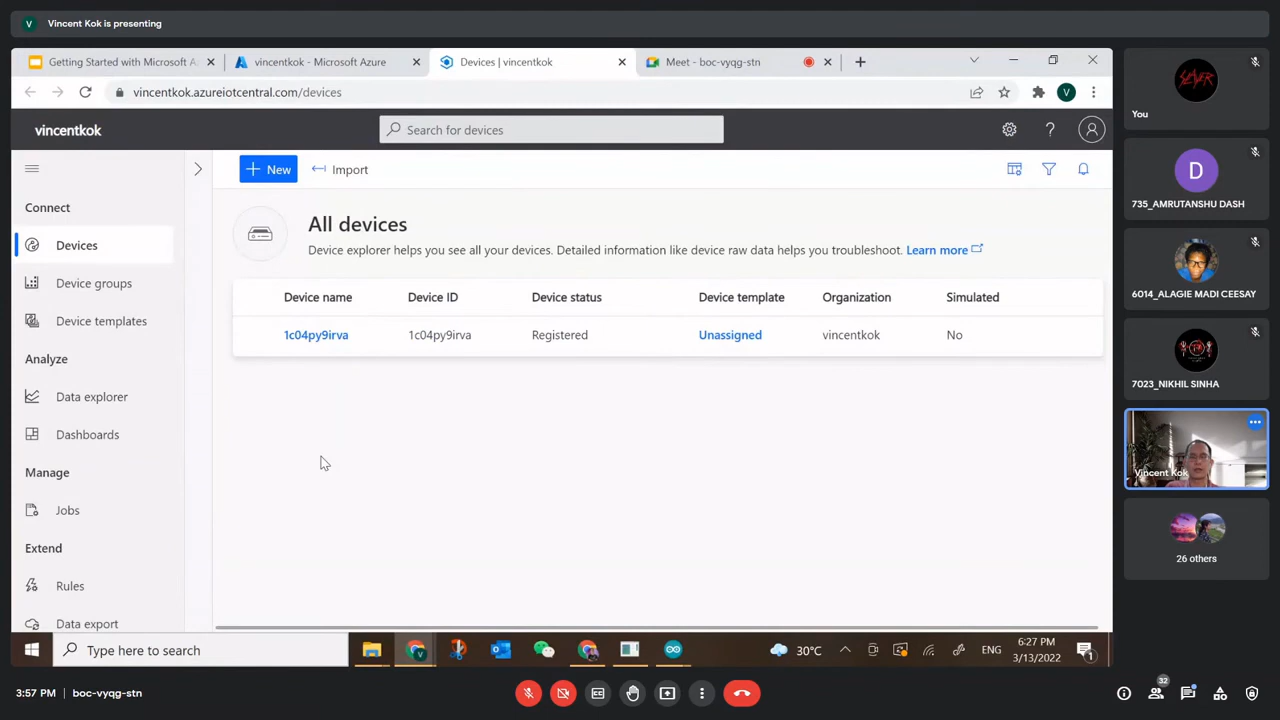 V Vincent Kok is presenting
Getting Started with Microsoft A
vincentkok - Microsoft Azure
Devices | vincentkok
Meet - boc-vyqg-stn
vincentkok.azureiotcentral.com/devices
V
vincentkok
Search for devices
?
New
Import
Connect
Devices
Device groups
Device templates
Analyze
Data explorer
Dashboards
Manage
Jobs
Extend
Rules
Data export
All devices
Device explorer helps you see all your devices. Detailed information like device raw data helps you troubleshoot. Learn more
Device name Device ID Device status Device template Organization Simulated
1c04py9irva 1c04py9irva Registered Unassigned vincentkok No
You
D
735_AMRUTANSHU DASH
6014_ALAGIE MADI CEESAY
7023_NIKHIL SINHA
Vincent Kok
26 others
Type here to search
30°C
ENG
6:27 PM
3/13/2022
1
3:57 PM | boc-vyqg-stn
CC
32